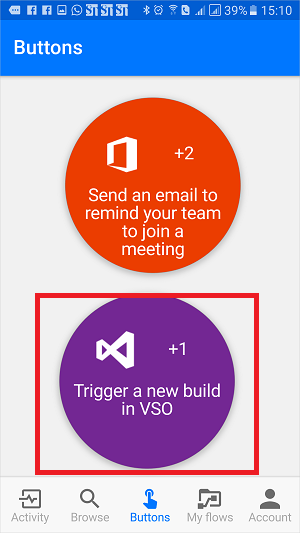 39% 15:10
Buttons
+2
Send an email to
remind your team
to join a
meeting
+1
Trigger a new build
in VSO
Activity Browse Buttons My flows Account